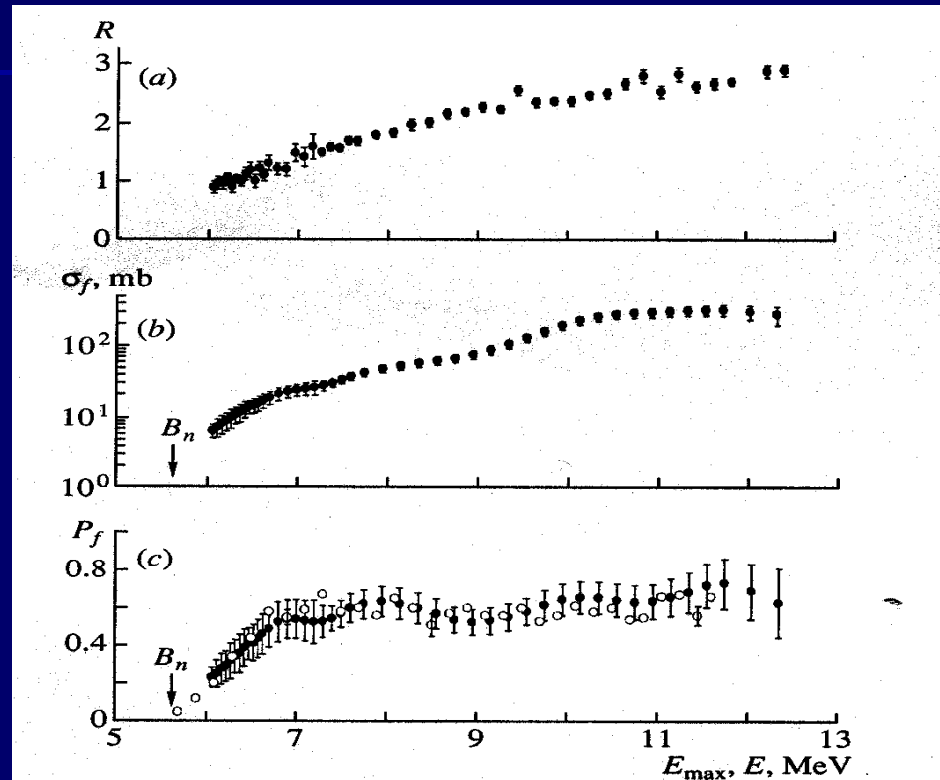 R
3
(a)
2
1
0
σf, mb
(b)
10²
10¹
Bn
10⁰
Pf
(c)
0.8
0.4
Bn
0
5 7 9 11 13
Emax, E, MeV